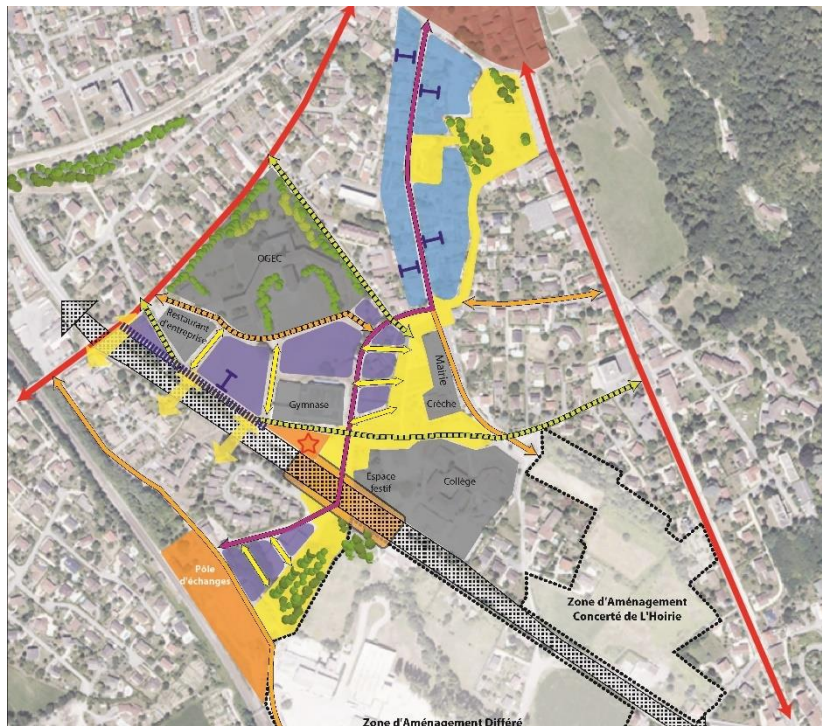 OGEC
Restaurant
d'entreprise
Gymnase
Mairie
Crèche
Espace
festif
Collège
Pôle
d'échanges
Zone d'Aménagement
Concerté de L'Hoirie
Zone d'Aménagement Différé